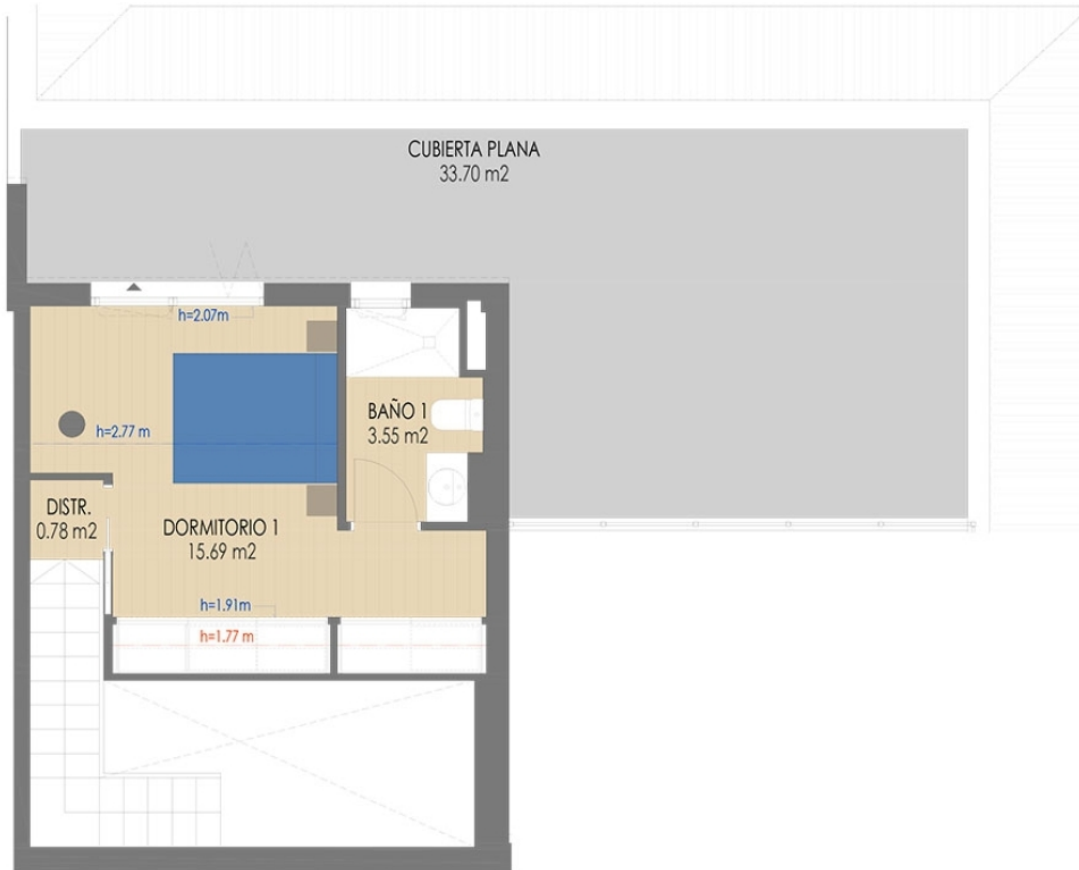 CUBIERTA PLANA
33.70 m2
h=2.07m
BAÑO 1
3.55 m2
h=2.77 m
DISTR.
0.78 m2
DORMITORIO 1
15.69 m2
h=1.91m
h=1.77 m